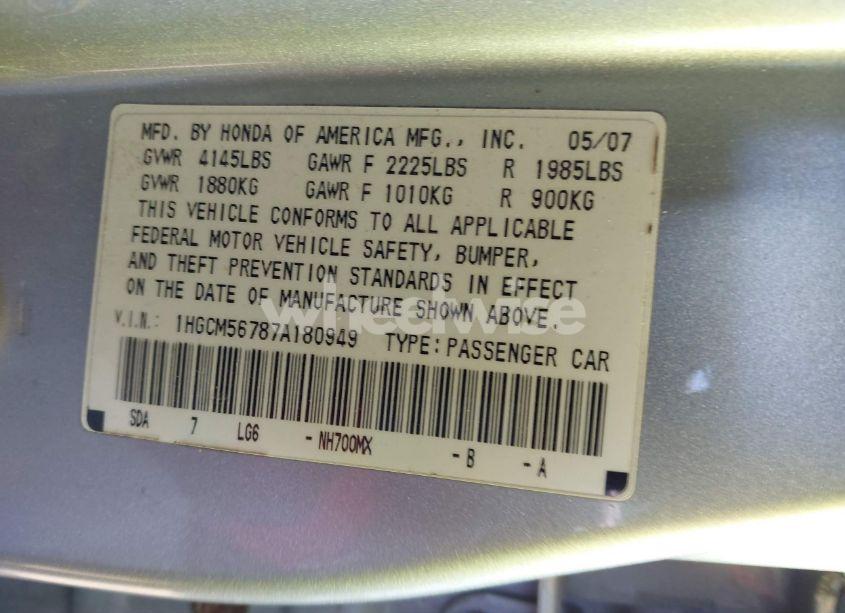 MFD. BY HONDA OF AMERICA MFG., INC. 05/07
GVWR 4145LBS GAWR F 2225LBS R 1985LBS
GVWR 1880KG GAWR F 1010KG R 900KG
THIS VEHICLE CONFORMS TO ALL APPLICABLE
FEDERAL MOTOR VEHICLE SAFETY, BUMPER,
AND THEFT PREVENTION STANDARDS IN EFFECT
ON THE DATE OF MANUFACTURE SHOWN ABOVE.
wheelwise
V.I.N.: 1HGCM56787A180949 TYPE: PASSENGER CAR
SDA 7 LG6 - NH700MX - B - A